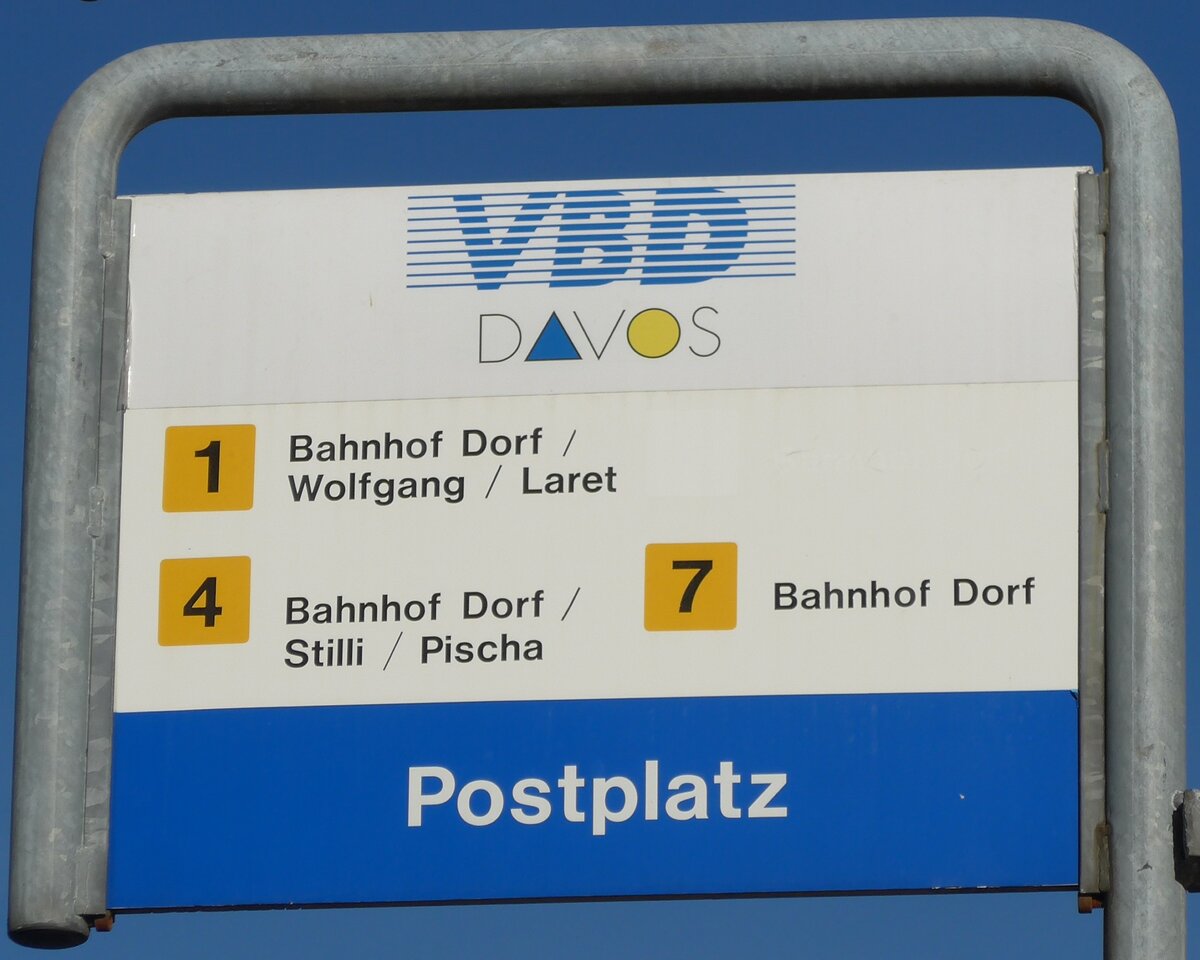 VBD
DAVOS
1
Bahnhof Dorf /
Wolfgang / Laret
4
Bahnhof Dorf /
Stilli / Pischa
7
Bahnhof Dorf
Postplatz